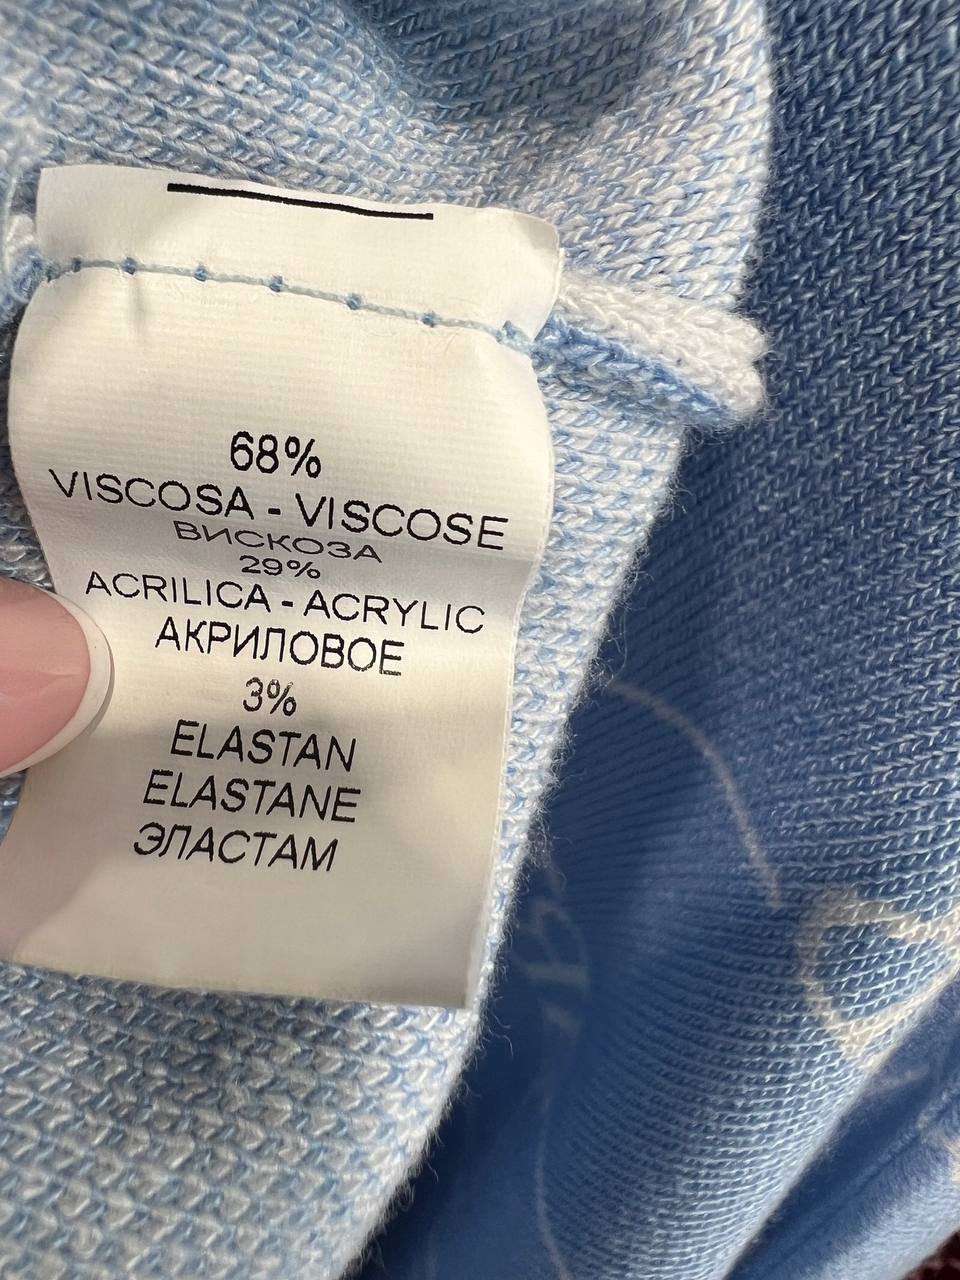 68%
VISCOSA - VISCOSE
ВИСКОЗА
29%
ACRILICA - ACRYLIC
АКРИЛОВОЕ
3%
ELASTAN
ELASTANE
ЭЛАСТАМ